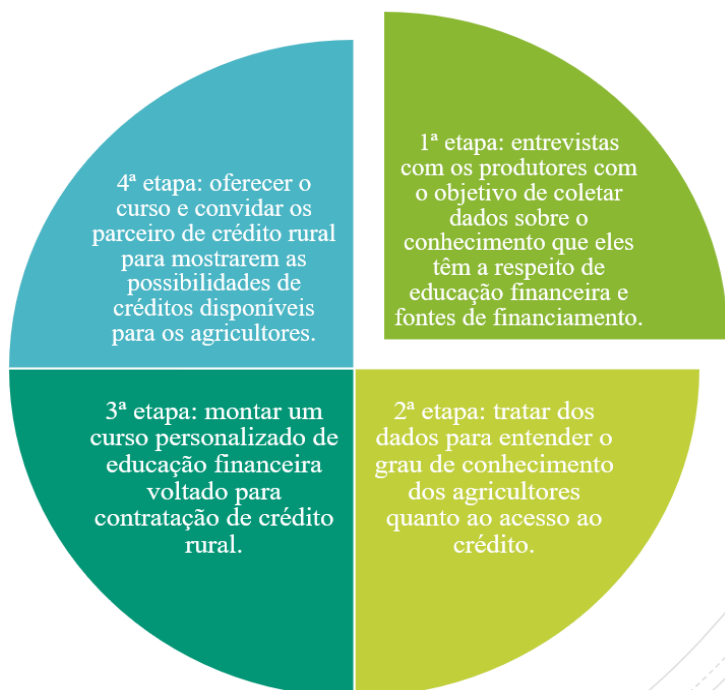 1ª etapa: entrevistas
com os produtores com
o objetivo de coletar
dados sobre o
conhecimento que eles
têm a respeito de
educação financeira e
fontes de financiamento.
2ª etapa: tratar dos
dados para entender o
grau de conhecimento
dos agricultores
quanto ao acesso ao
crédito.
3ª etapa: montar um
curso personalizado de
educação financeira
voltado para
contratação de crédito
rural.
4ª etapa: oferecer o
curso e convidar os
parceiro de crédito rural
para mostrarem as
possibilidades de
créditos disponíveis
para os agricultores.